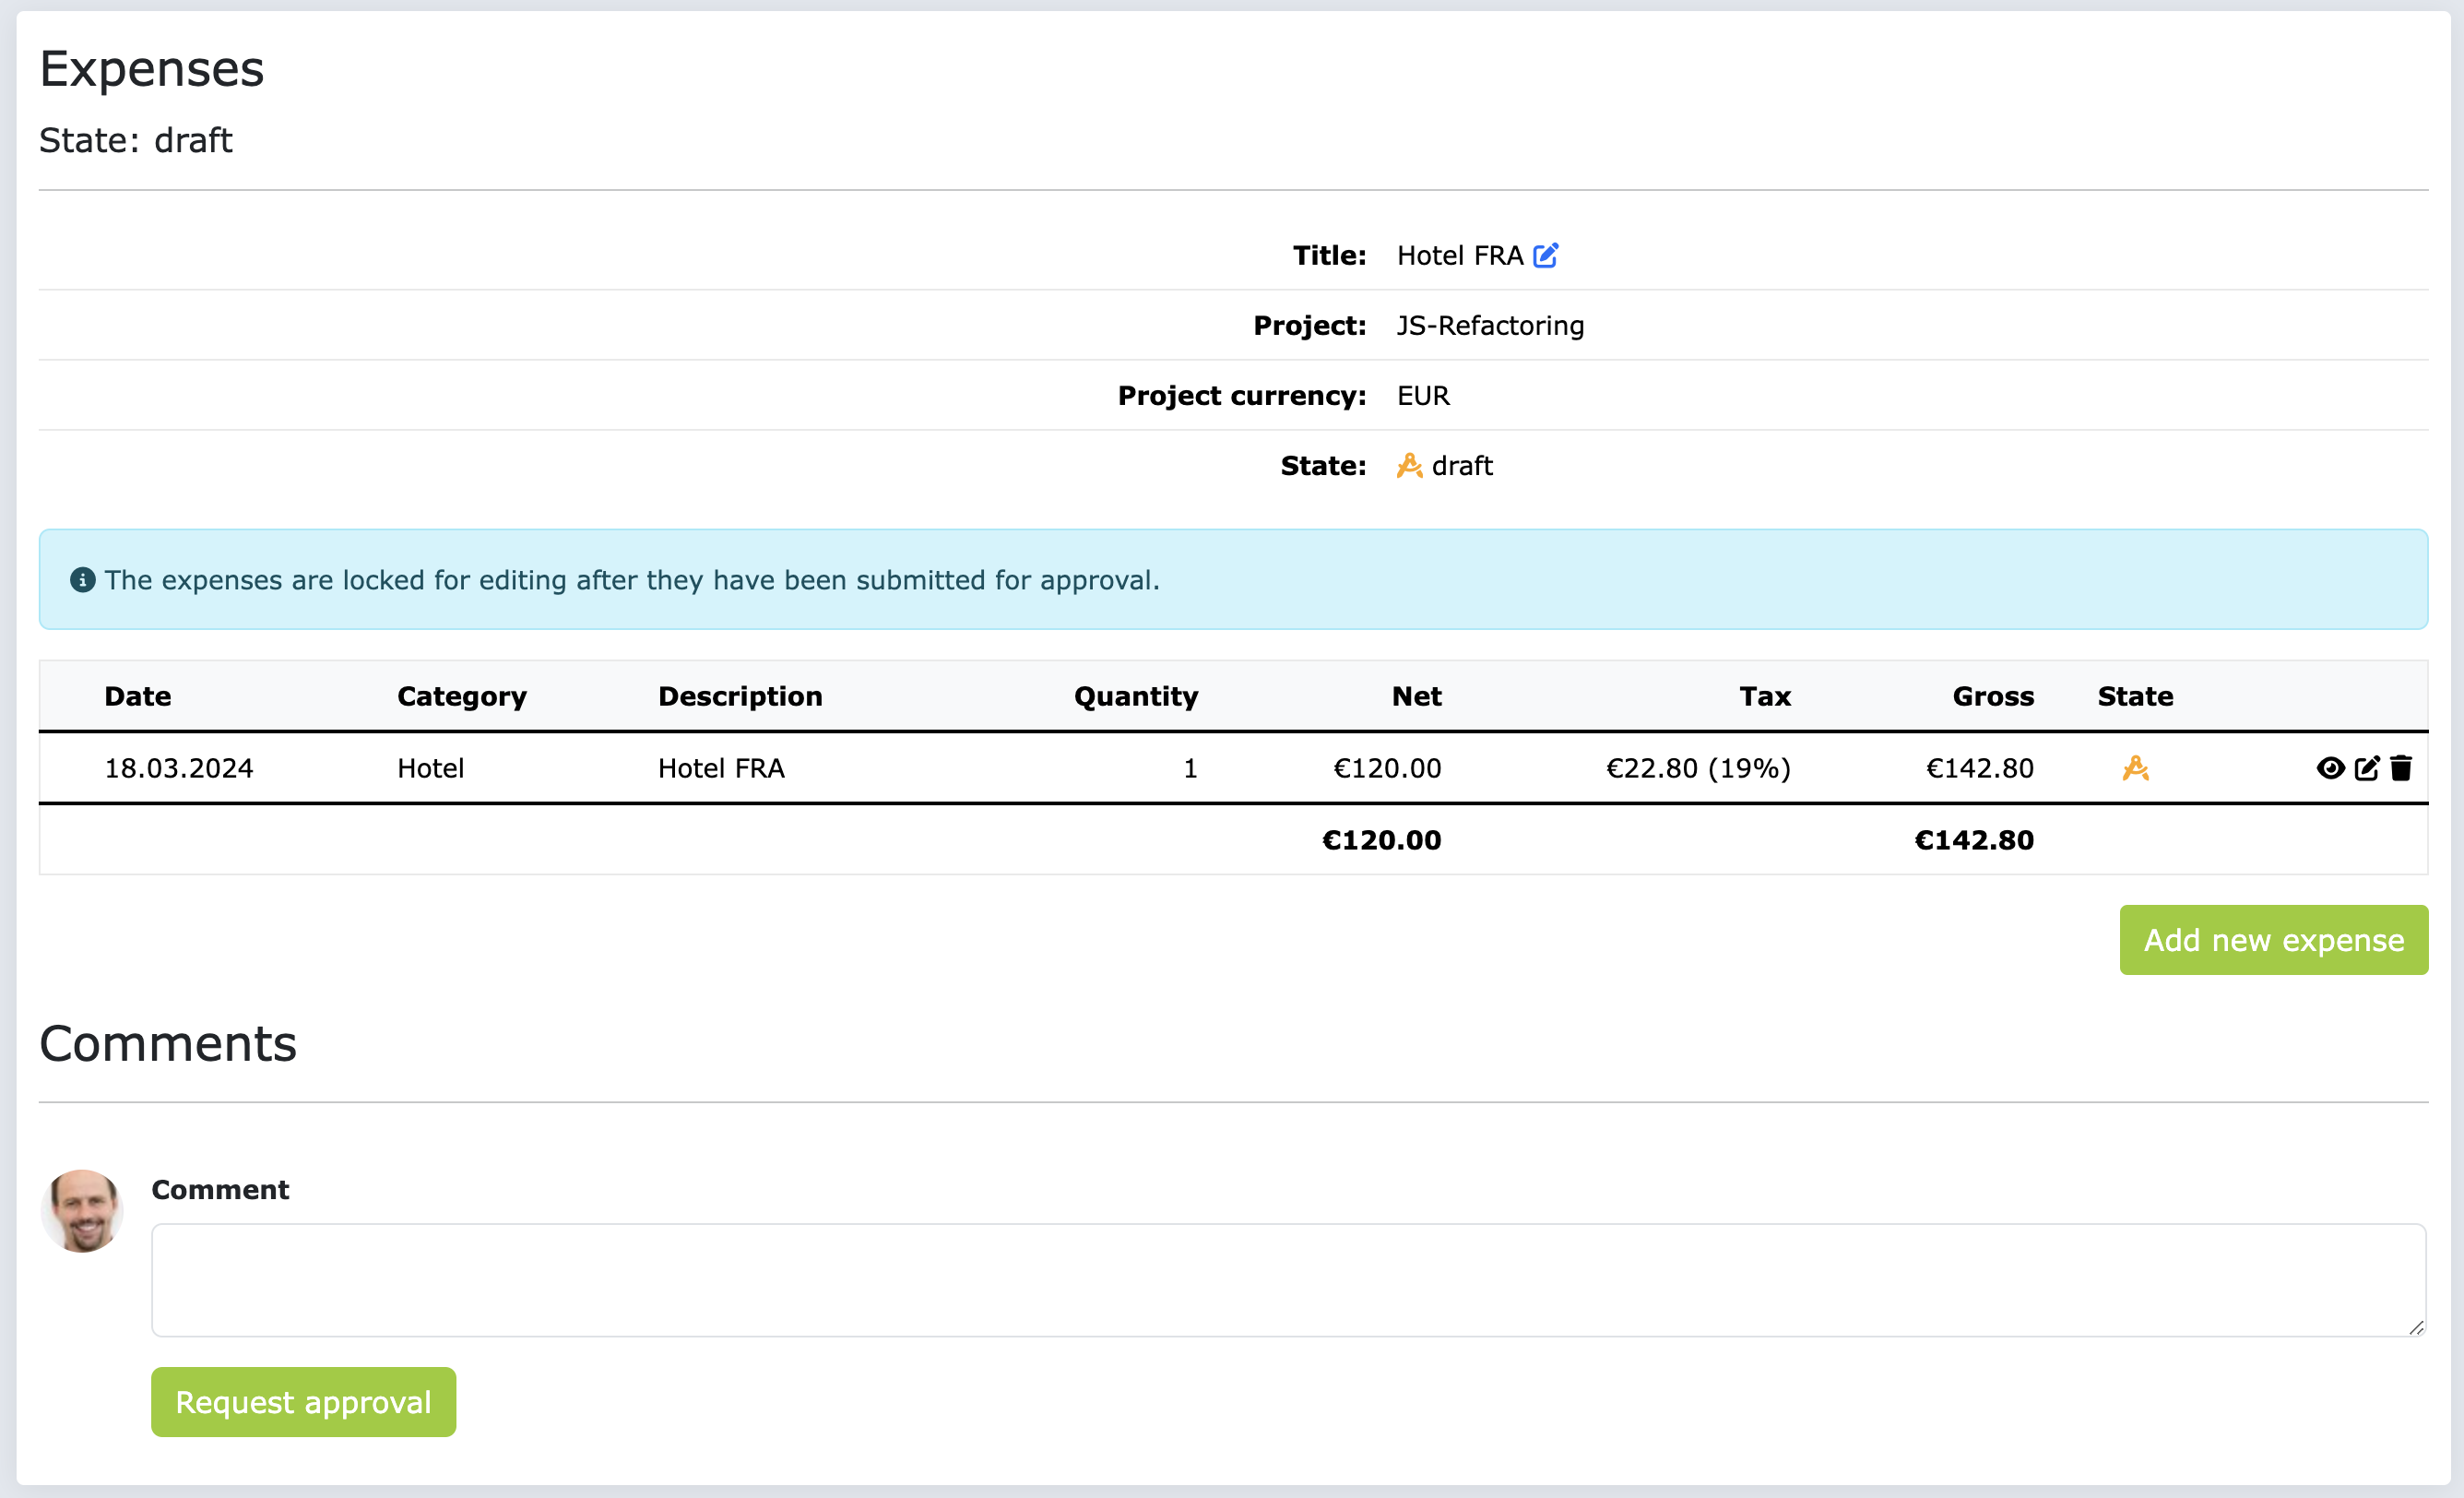 Expenses
State: draft
Title: Hotel FRA
Project: JS-Refactoring
Project currency: EUR
State: draft
The expenses are locked for editing after they have been submitted for approval.
Date Category Description Quantity Net Tax Gross State
18.03.2024 Hotel Hotel FRA 1 €120.00 €22.80 (19%) €142.80
€120.00 €142.80
Add new expense
Comments
Comment
Request approval